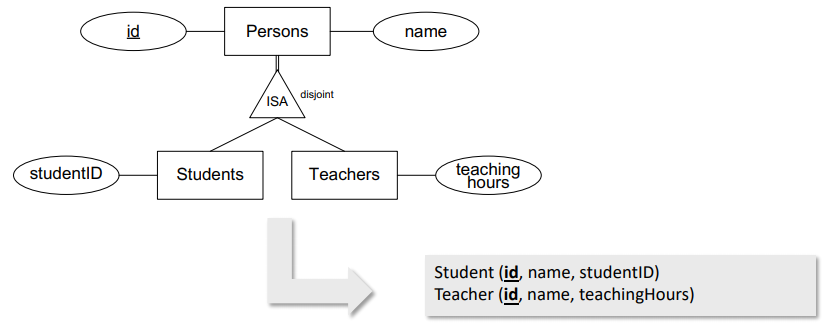 id
Persons
name
ISA
disjoint
studentID
Students
Teachers
teaching
hours
Student (id, name, studentID)
Teacher (id, name, teachingHours)